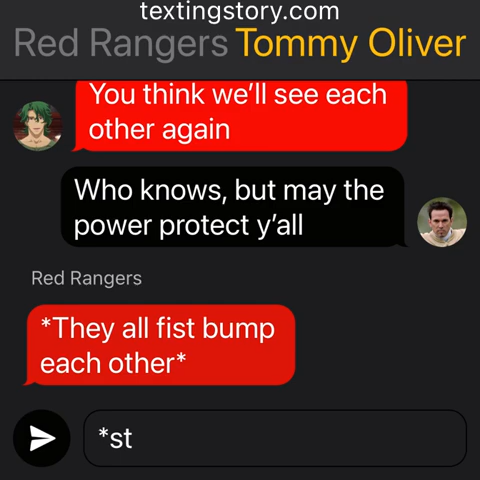 textingstory.com
Red Rangers Tommy Oliver
You think we’ll see each
other again
Who knows, but may the
power protect y’all
Red Rangers
*They all fist bump
each other*
*st